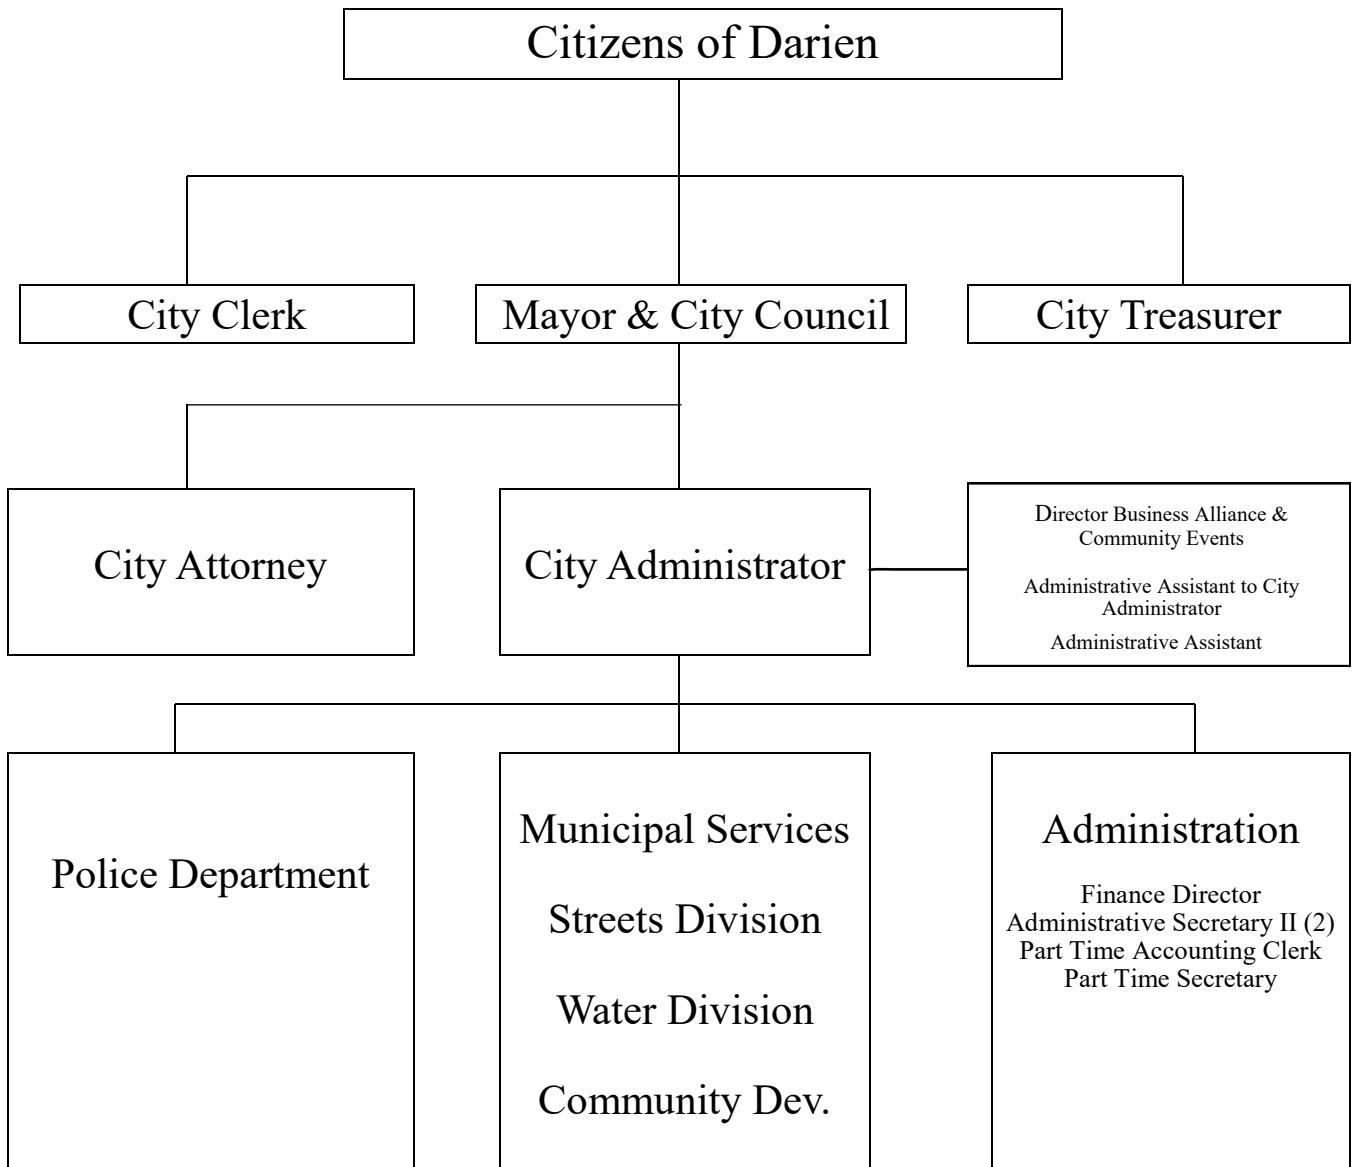 Citizens of Darien
City Clerk
Mayor & City Council
City Treasurer
City Attorney
City Administrator
Director Business Alliance &
Community Events
Administrative Assistant to City
Administrator
Administrative Assistant
Police Department
Municipal Services
Streets Division
Water Division
Community Dev.
Administration
Finance Director
Administrative Secretary II (2)
Part Time Accounting Clerk
Part Time Secretary